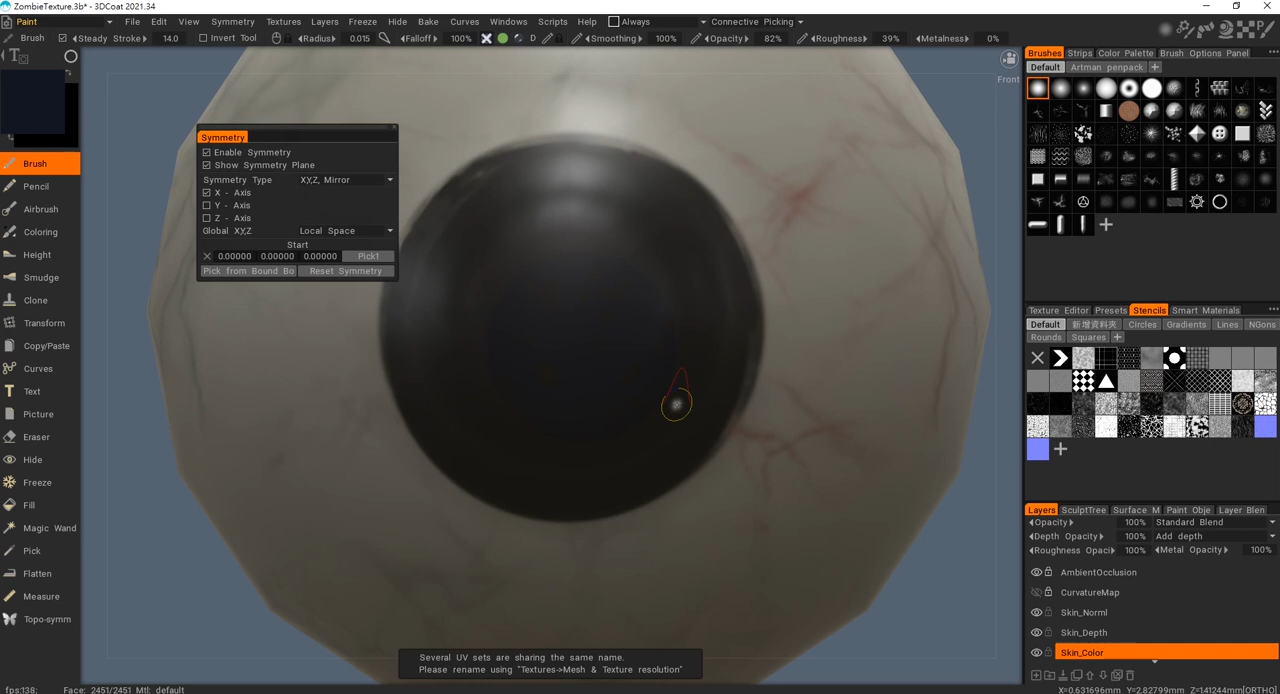 ZombieTexture.3b* - 3DCoat 2021.34
Paint File Edit View Symmetry Textures Layers Freeze Hide Bake Curves Windows Scripts Help Always Connective Picking
Brush Steady Stroke 14.0 Invert Tool Radius 0.015 Falloff 100% D Smoothing 100% Opacity 82% Roughness 39% Metalness 0%
Brush
Pencil
Airbrush
Coloring
Height
Smudge
Clone
Transform
Copy/Paste
Curves
Text
Picture
Eraser
Hide
Freeze
Fill
Magic Wand
Pick
Flatten
Measure
Topo-symm
Symmetry
Enable Symmetry
Show Symmetry Plane
Symmetry Type X,Y,Z, Mirror
X - Axis
Y - Axis
Z - Axis
Global X,Y,Z Local Space
Start
0.00000 0.00000 0.00000 Pick1
Pick from Bound Bo Reset Symmetry
Front
Several UV sets are sharing the same name.
Please rename using "Textures->Mesh & Texture resolution"
Brushes Strips Color Palette Brush Options Panel
Default Artman penpack
Texture Editor Presets Stencils Smart Materials
Default 新增資料夾 Circles Gradients Lines NGons
Rounds Squares
Layers SculptTree Surface M Paint Obje Layer Blen
Opacity 100% Standard Blend
Depth Opacity 100% Add depth
Roughness Opaci 100% Metal Opacity 100%
AmbientOcclusion
CurvatureMap
Skin_Norml
Skin_Depth
Skin_Color
fps:138; Face: 2451/2451 Mtl: default
X=0.631696mm Y=2.82799mm Z=1.41244mm[ORTHO]